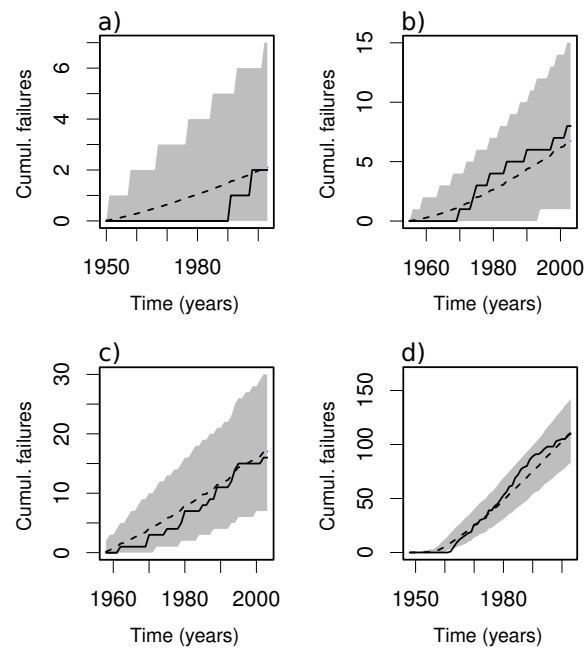 a)
Cumul. failures
0 2 4 6
1950 1980
Time (years)
b)
Cumul. failures
0 5 10 15
1960 1980 2000
Time (years)
c)
Cumul. failures
0 10 20 30
1960 1980 2000
Time (years)
d)
Cumul. failures
0 50 100 150
1950 1980
Time (years)